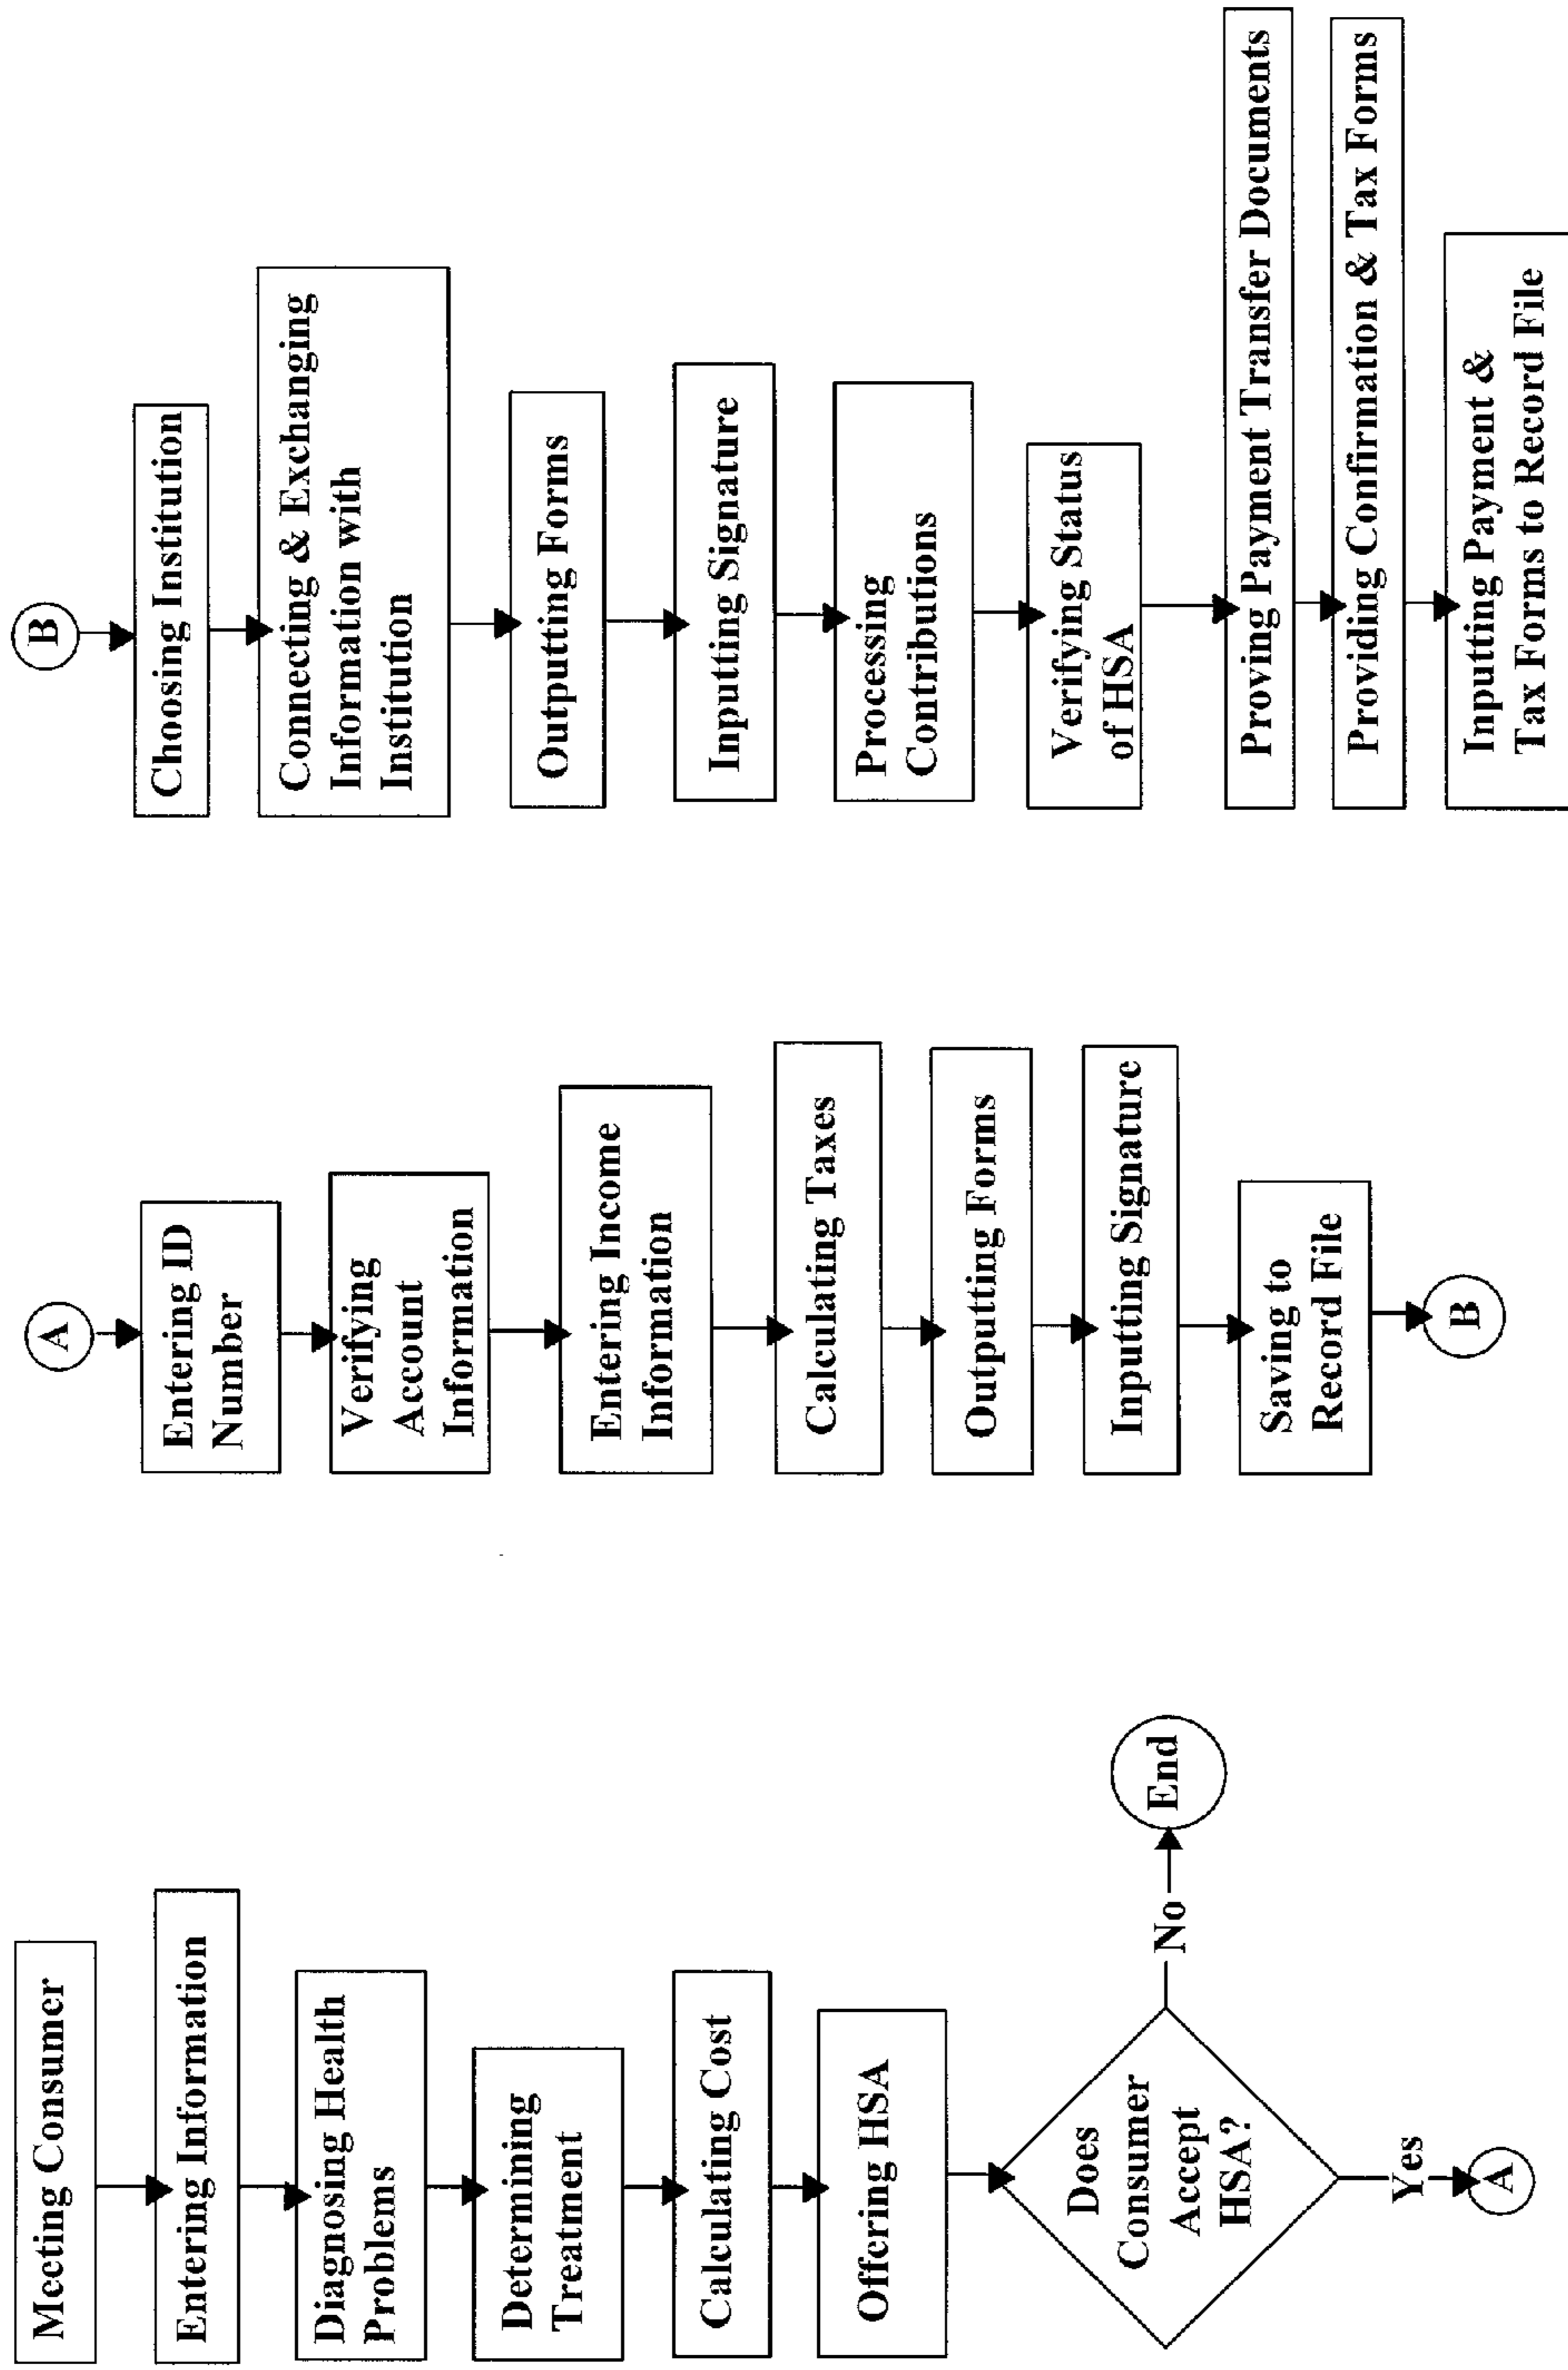 Meeting Consumer
Entering Information
Diagnosing Health
Problems
Determining
Treatment
Calculating Cost
Offering HSA
Does
Consumer
Accept
HSA?
No
End
Yes
A
A
Entering ID
Number
Verifying
Account
Information
Entering Income
Information
Calculating Taxes
Outputting Forms
Inputting Signature
Saving to
Record File
B
B
Choosing Institution
Connecting & Exchanging
Information with
Institution
Outputing Forms
Inputting Signature
Processing
Contributions
Verifying Status
of HSA
Proving Payment Transfer Documents
Providing Confirmation & Tax Forms
Inputting Payment &
Tax Forms to Record File